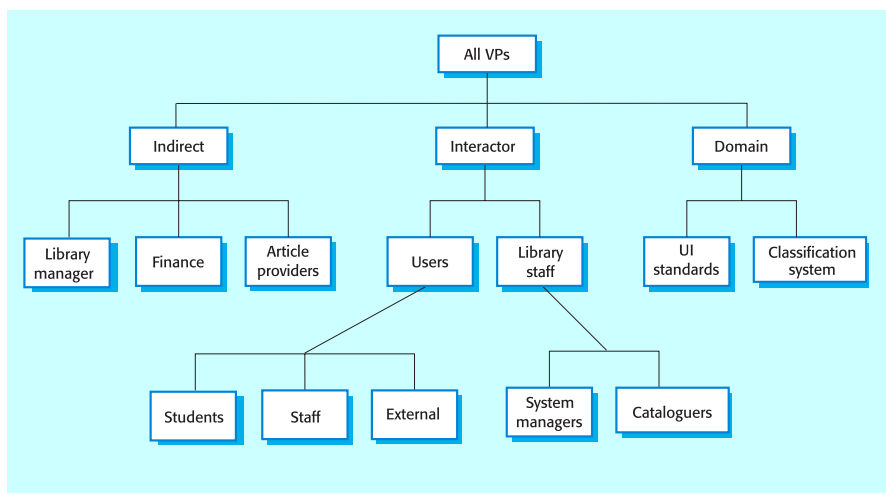 All VPs
Indirect
Interactor
Domain
Library
manager
Finance
Article
providers
Users
Library
staff
UI
standards
Classification
system
Students
Staff
External
System
managers
Cataloguers